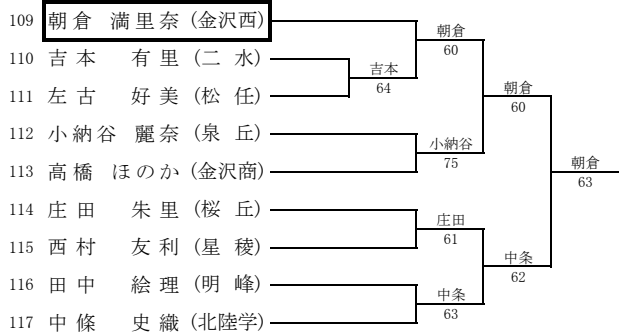 109 朝倉 満里奈 (金沢西)
朝倉
60
110 吉本 有里 (二水)
吉本
64
朝倉
60
111 左古 好美 (松任)
112 小納谷 麗奈 (泉丘)
小納谷
75
朝倉
63
113 高橋 ほのか (金沢商)
114 庄田 朱里 (桜丘)
庄田
61
115 西村 友利 (星稜)
中条
62
116 田中 絵理 (明峰)
中条
63
117 中條 史織 (北陸学)